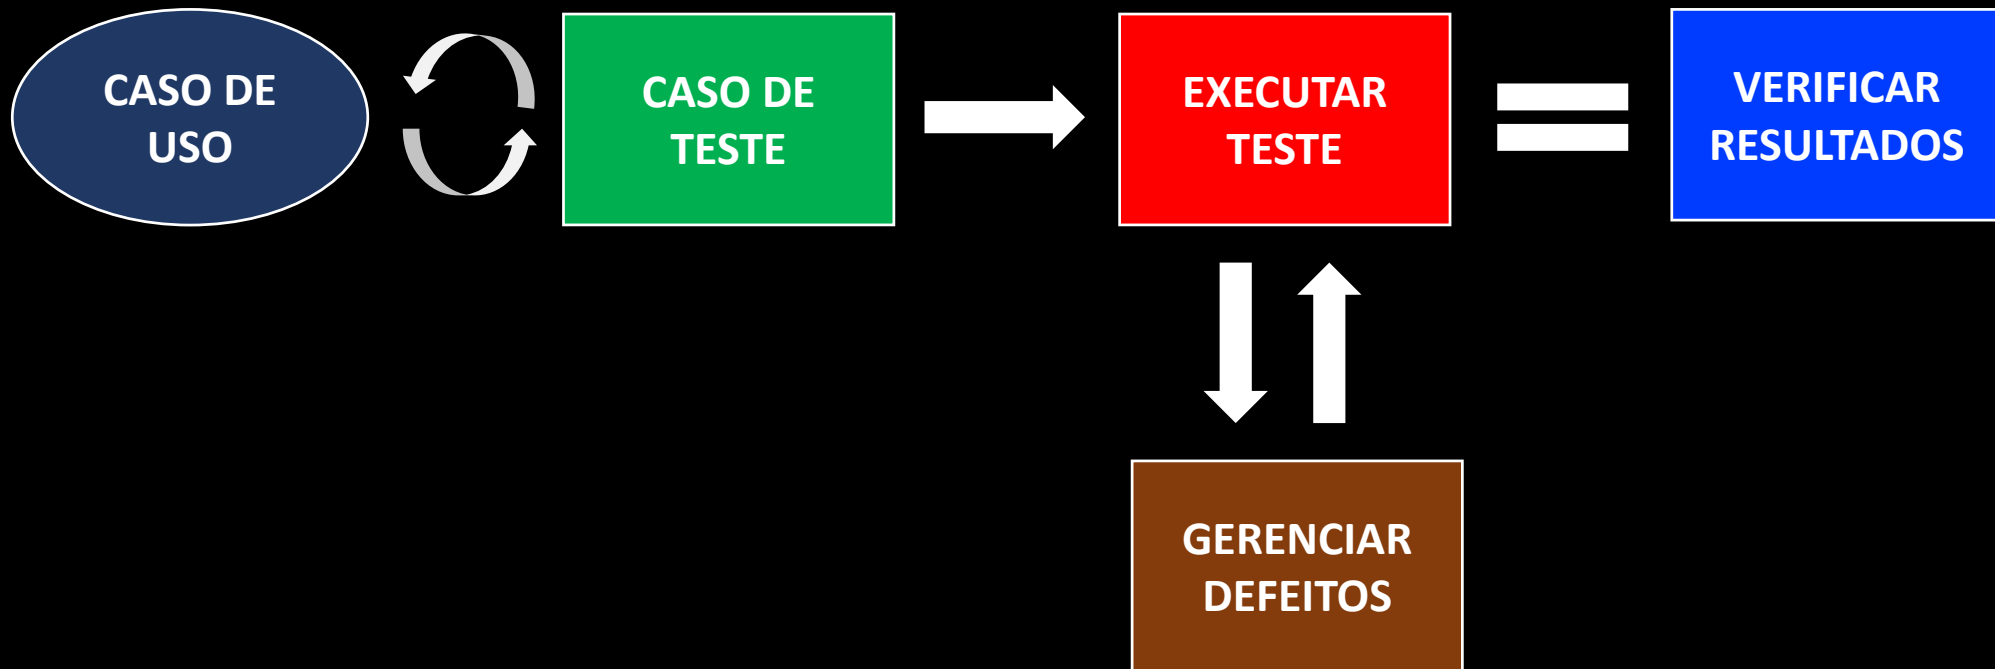 CASO DE
USO
CASO DE
TESTE
EXECUTAR
TESTE
VERIFICAR
RESULTADOS
GERENCIAR
DEFEITOS